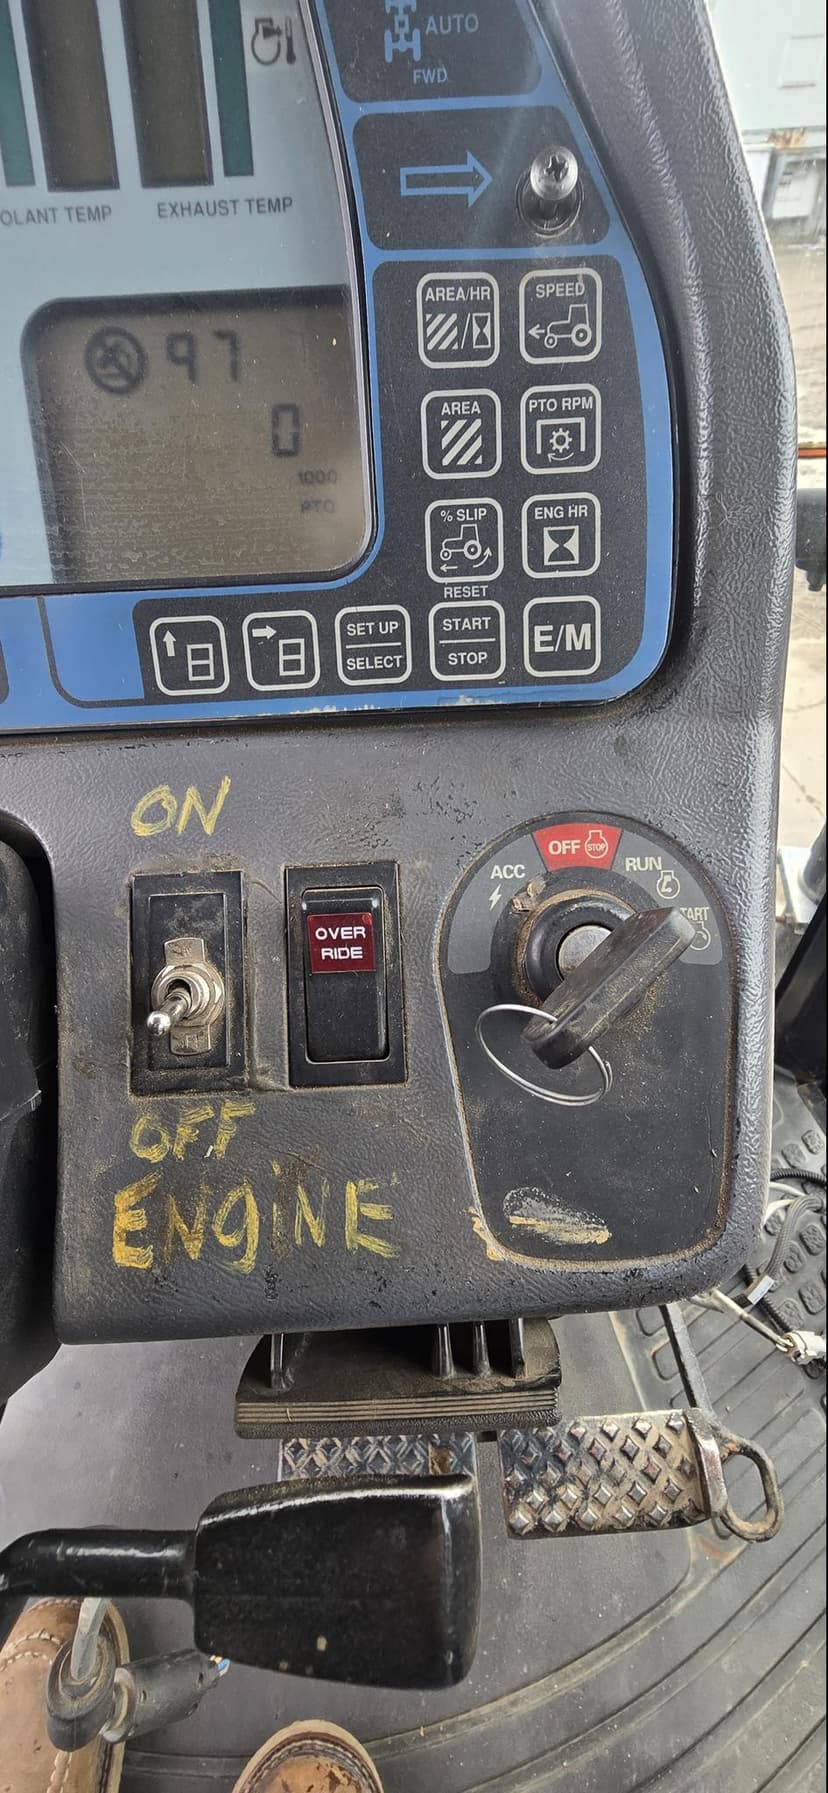 AUTO
FWD
OLANT TEMP
EXHAUST TEMP
AREA/HR
SPEED
97
0
1000
PTO
AREA
PTO RPM
% SLIP
ENG HR
RESET
SET UP
SELECT
START
STOP
E/M
ON
OVER
RIDE
ACC
OFF
STOP
RUN
TART
OFF
ENGINE